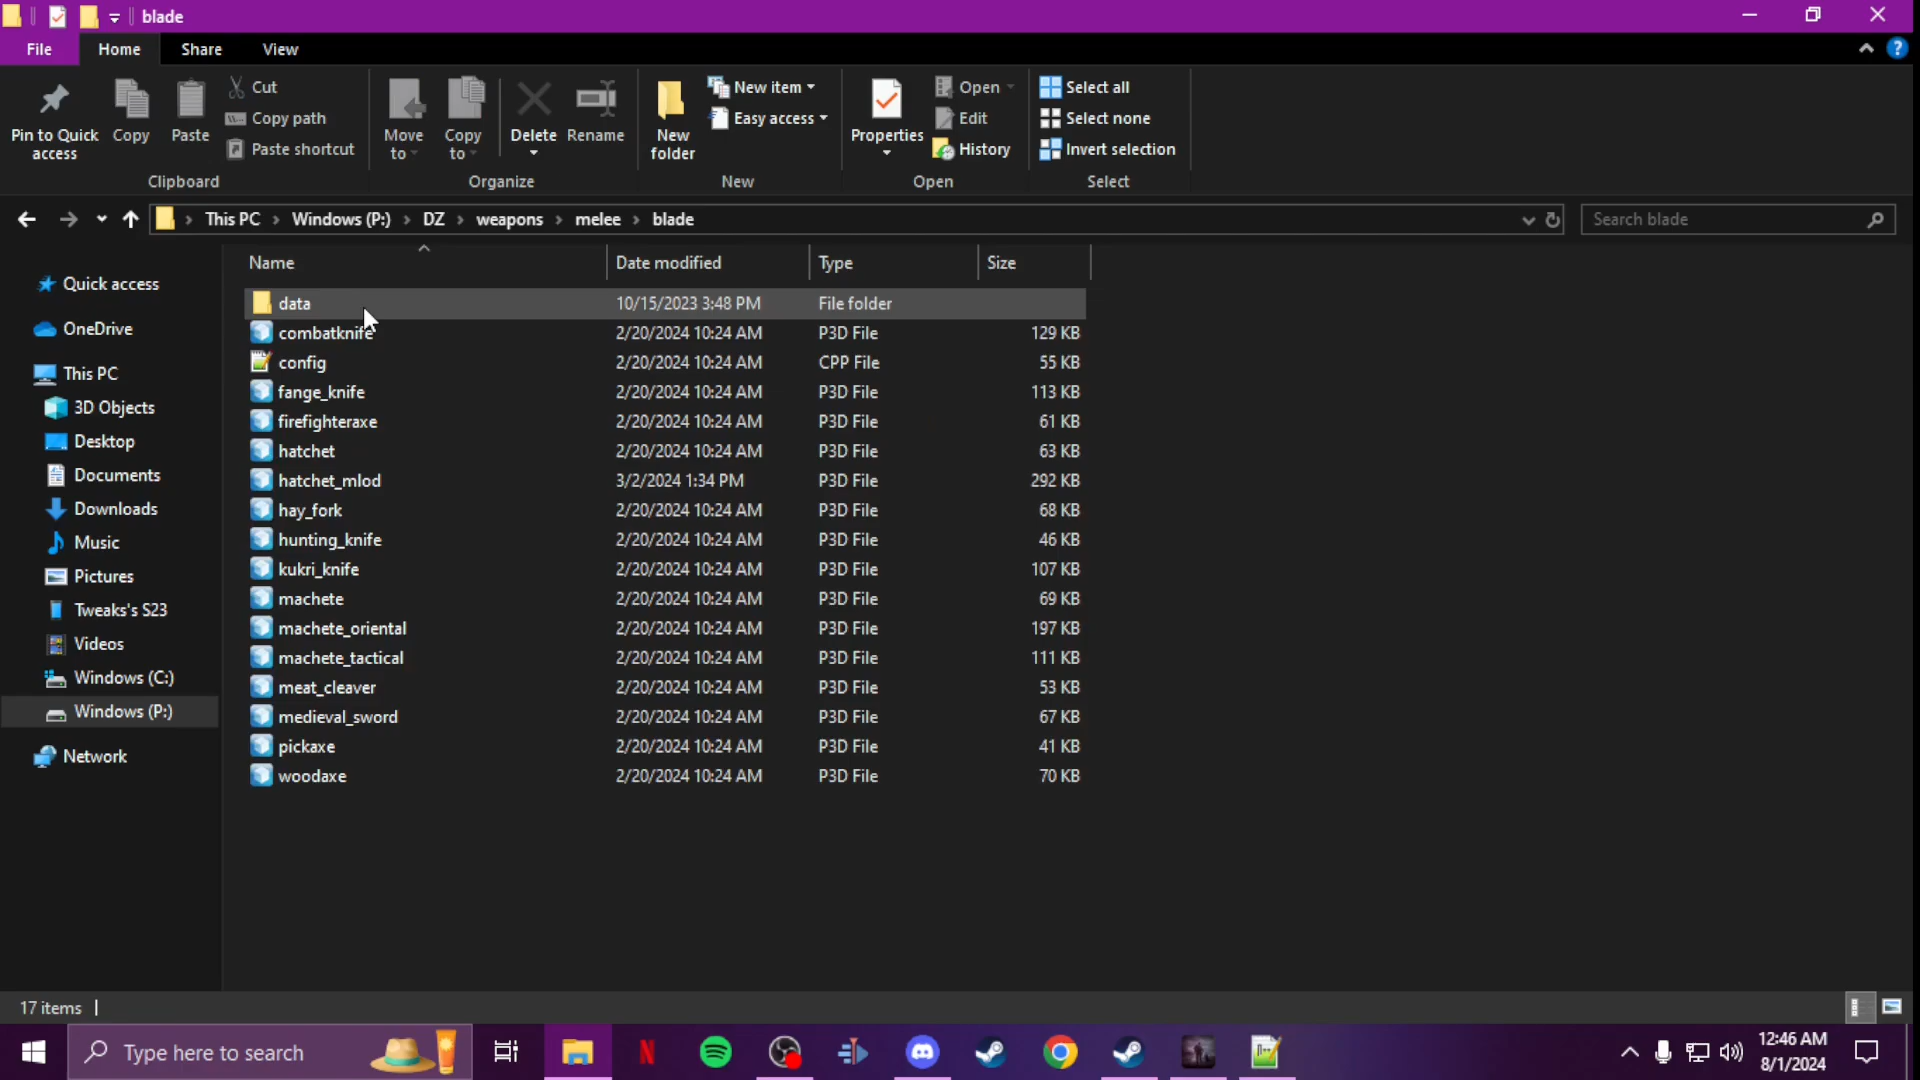 blade
File Home Share View
Pin to Quick access
Copy
Paste
Cut
Copy path
Paste shortcut
Clipboard
Move to
Copy to
Delete
Rename
Organize
New folder
New item
Easy access
New
Properties
Open
Edit
History
Open
Select all
Select none
Invert selection
Select
This PC > Windows (P:) > DZ > weapons > melee > blade
Search blade
Name Date modified Type Size
Quick access
OneDrive
This PC
3D Objects
Desktop
Documents
Downloads
Music
Pictures
Tweaks's S23
Videos
Windows (C:)
Windows (P:)
Network
data 10/15/2023 3:48 PM File folder
combatknife 2/20/2024 10:24 AM P3D File 129 KB
config 2/20/2024 10:24 AM CPP File 55 KB
fange_knife 2/20/2024 10:24 AM P3D File 113 KB
firefighteraxe 2/20/2024 10:24 AM P3D File 61 KB
hatchet 2/20/2024 10:24 AM P3D File 63 KB
hatchet_mlod 3/2/2024 1:34 PM P3D File 292 KB
hay_fork 2/20/2024 10:24 AM P3D File 68 KB
hunting_knife 2/20/2024 10:24 AM P3D File 46 KB
kukri_knife 2/20/2024 10:24 AM P3D File 107 KB
machete 2/20/2024 10:24 AM P3D File 69 KB
machete_oriental 2/20/2024 10:24 AM P3D File 197 KB
machete_tactical 2/20/2024 10:24 AM P3D File 111 KB
meat_cleaver 2/20/2024 10:24 AM P3D File 53 KB
medieval_sword 2/20/2024 10:24 AM P3D File 67 KB
pickaxe 2/20/2024 10:24 AM P3D File 41 KB
woodaxe 2/20/2024 10:24 AM P3D File 70 KB
17 items
Type here to search
12:46 AM
8/1/2024